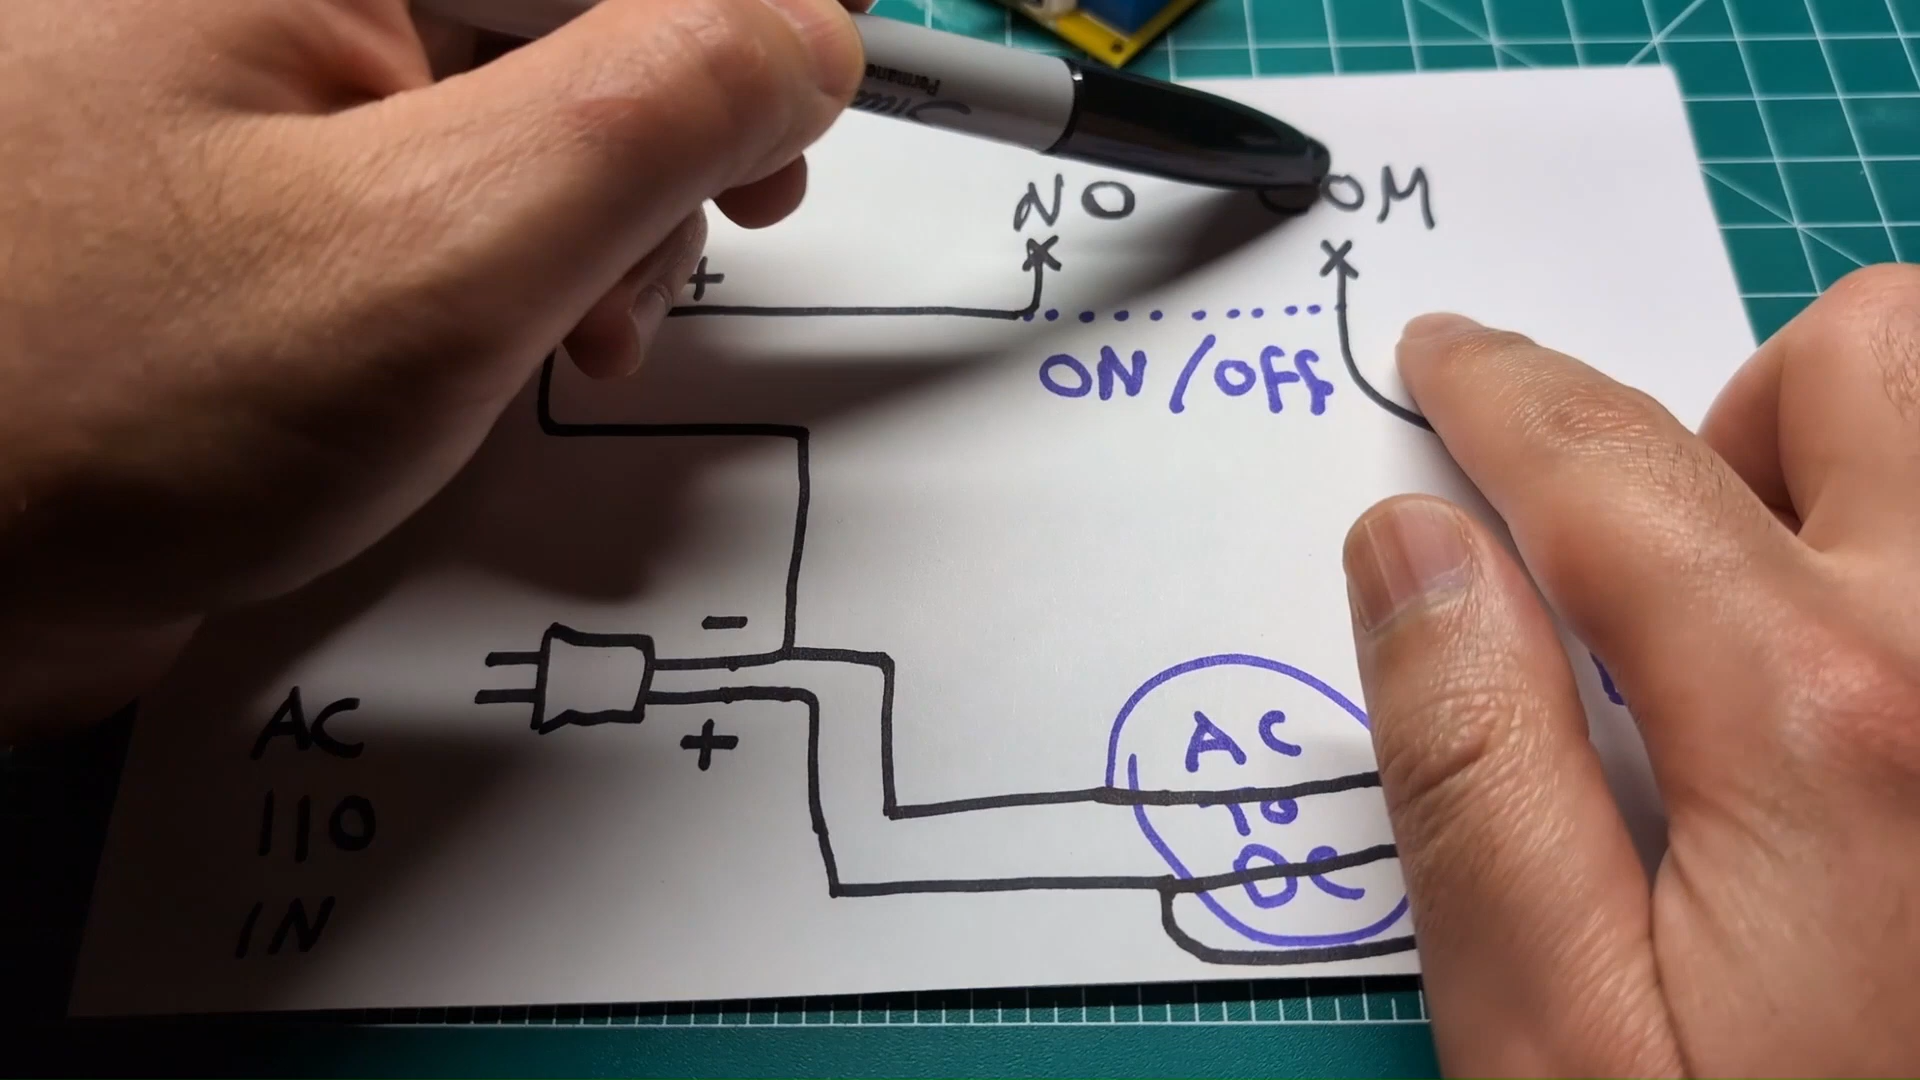 NO
OM
+
ON/OFF
-
+
AC
110
IN
AC
TO
DC